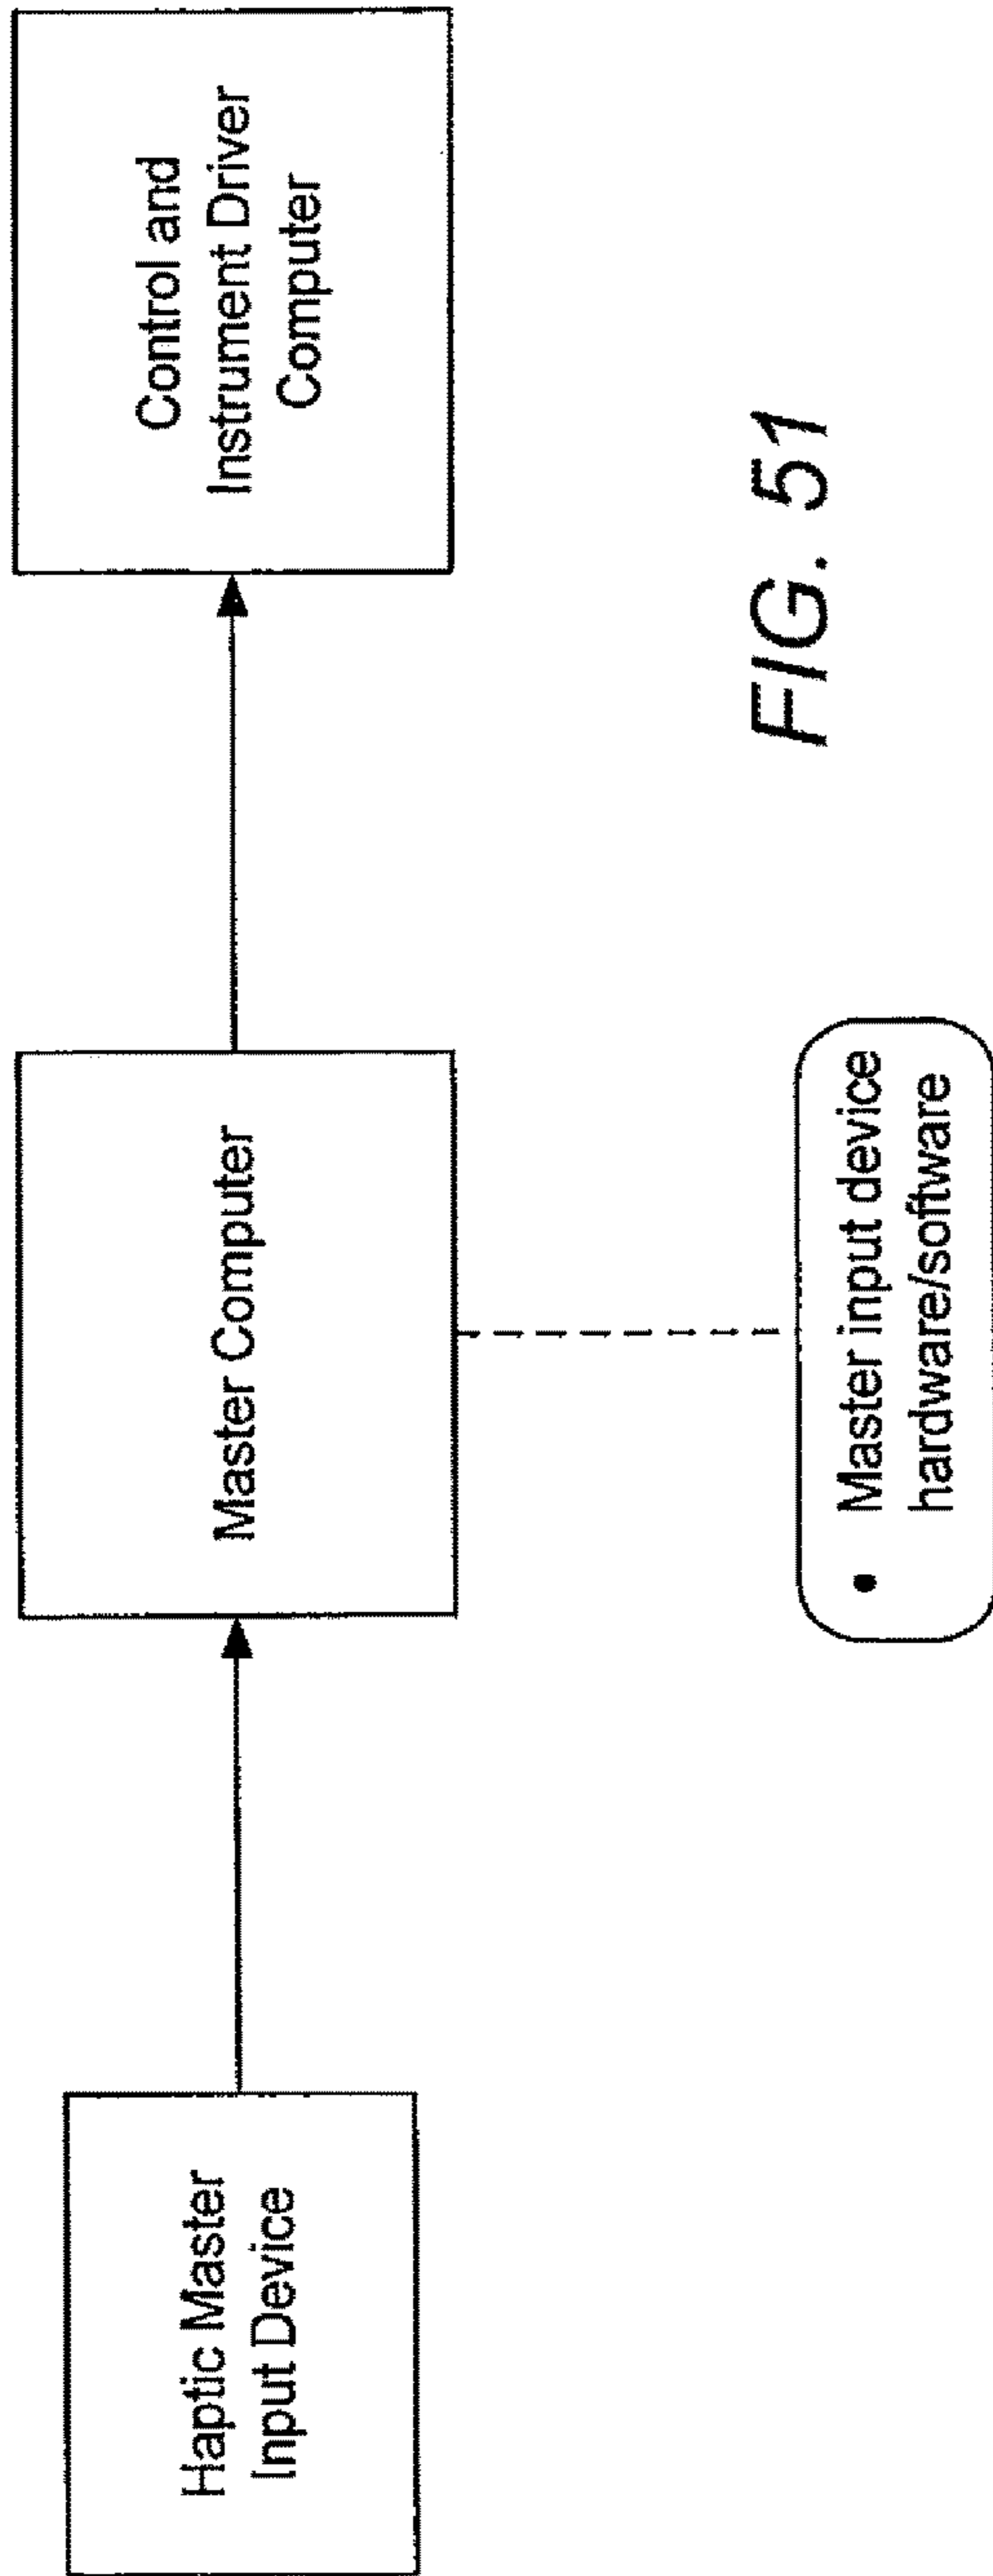 Haptic Master
Input Device
Master Computer
Control and
Instrument Driver
Computer
• Master input device
hardware/software
FIG. 51